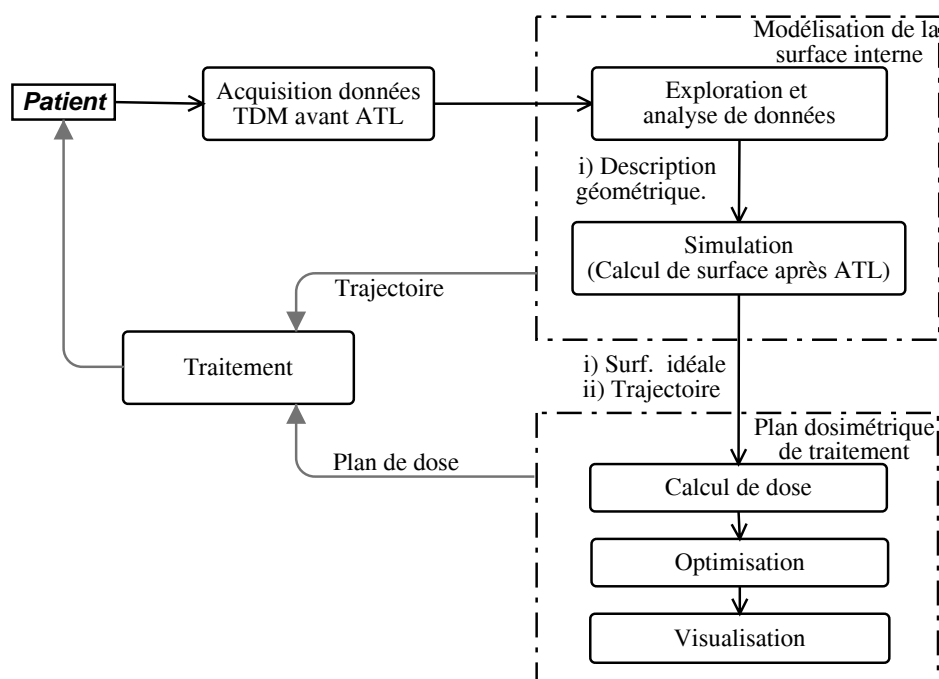 Modélisation de la
surface interne
Patient
Acquisition données
TDM avant ATL
Exploration et
analyse de données
i) Description
géométrique.
Simulation
(Calcul de surface après ATL)
Trajectoire
Traitement
i) Surf. idéale
ii) Trajectoire
Plan dosimétrique
de traitement
Plan de dose
Calcul de dose
Optimisation
Visualisation